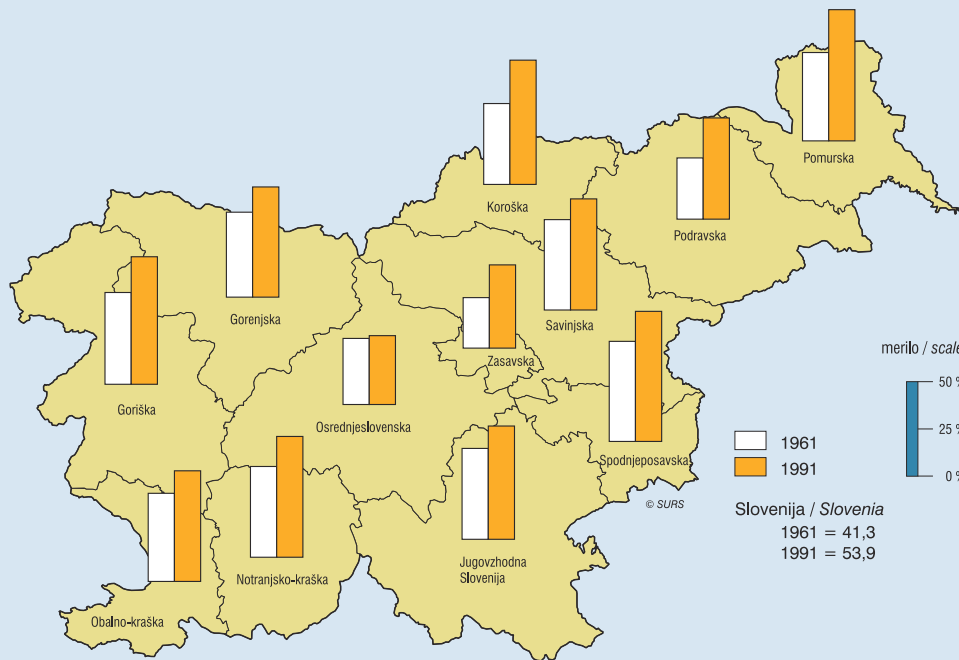 Pomurska
Koroška
Podravska
Gorenjska
Savinjska
merilo / scale
Zasavska
50 %
Goriška
Osrednjeslovenska
25 %
1961
Spodnjeposavska
1991
0 %
© SURS
Slovenija / Slovenia
1961 = 41,3
1991 = 53,9
Jugovzhodna
Slovenija
Notranjsko-kraška
Obalno-kraška